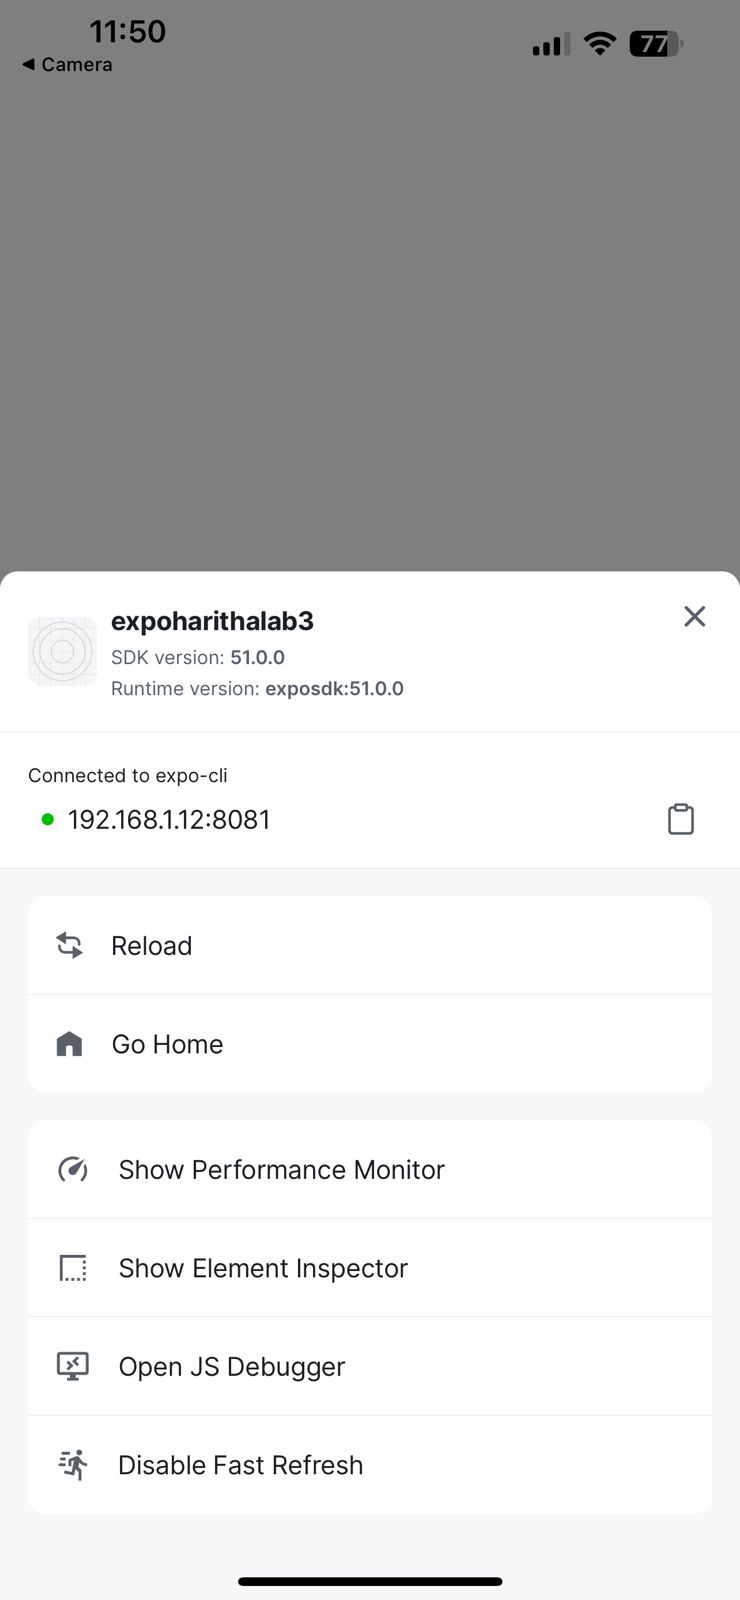 11:50
77
◀ Camera
expoharithalab3
SDK version: 51.0.0
Runtime version: exposdk:51.0.0
Connected to expo-cli
192.168.1.12:8081
Reload
Go Home
Show Performance Monitor
Show Element Inspector
Open JS Debugger
Disable Fast Refresh